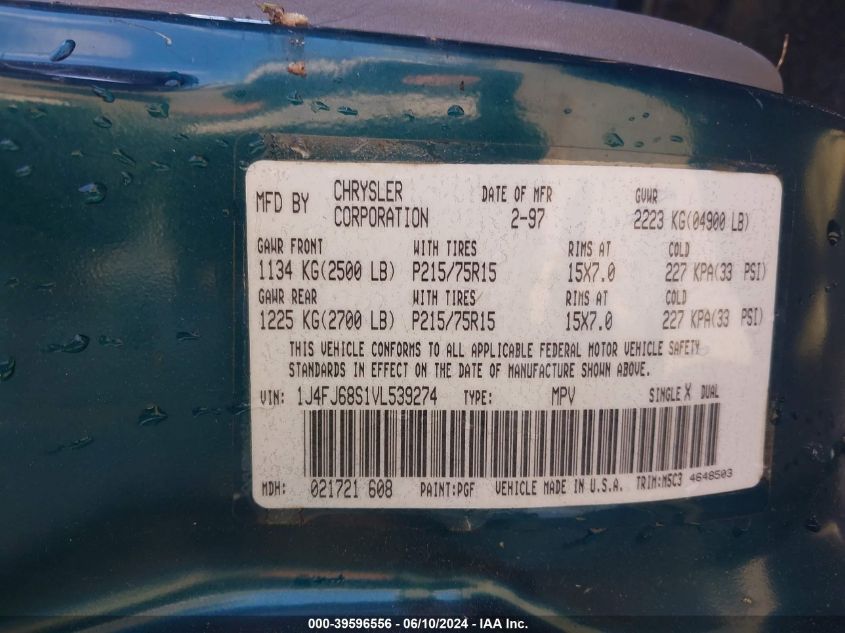 MFD BY CHRYSLER CORPORATION DATE OF MFR 2-97 GVWR 2223 KG(04900 LB)
GAWR FRONT WITH TIRES RIMS AT COLD
1134 KG(2500 LB) P215/75R15 15X7.0 227 KPA(33 PSI)
GAWR REAR WITH TIRES RIMS AT COLD
1225 KG(2700 LB) P215/75R15 15X7.0 227 KPA(33 PSI)
THIS VEHICLE CONFORMS TO ALL APPLICABLE FEDERAL MOTOR VEHICLE SAFETY
STANDARDS IN EFFECT ON THE DATE OF MANUFACTURE SHOWN ABOVE.
VIN: 1J4FJ68S1VL539274 TYPE: MPV SINGLE X DUAL
MDH: 021721 608 PAINT:PGF VEHICLE MADE IN U.S.A. TRIM:M5C3 4648503
000-39596556 - 06/10/2024 - IAA Inc.